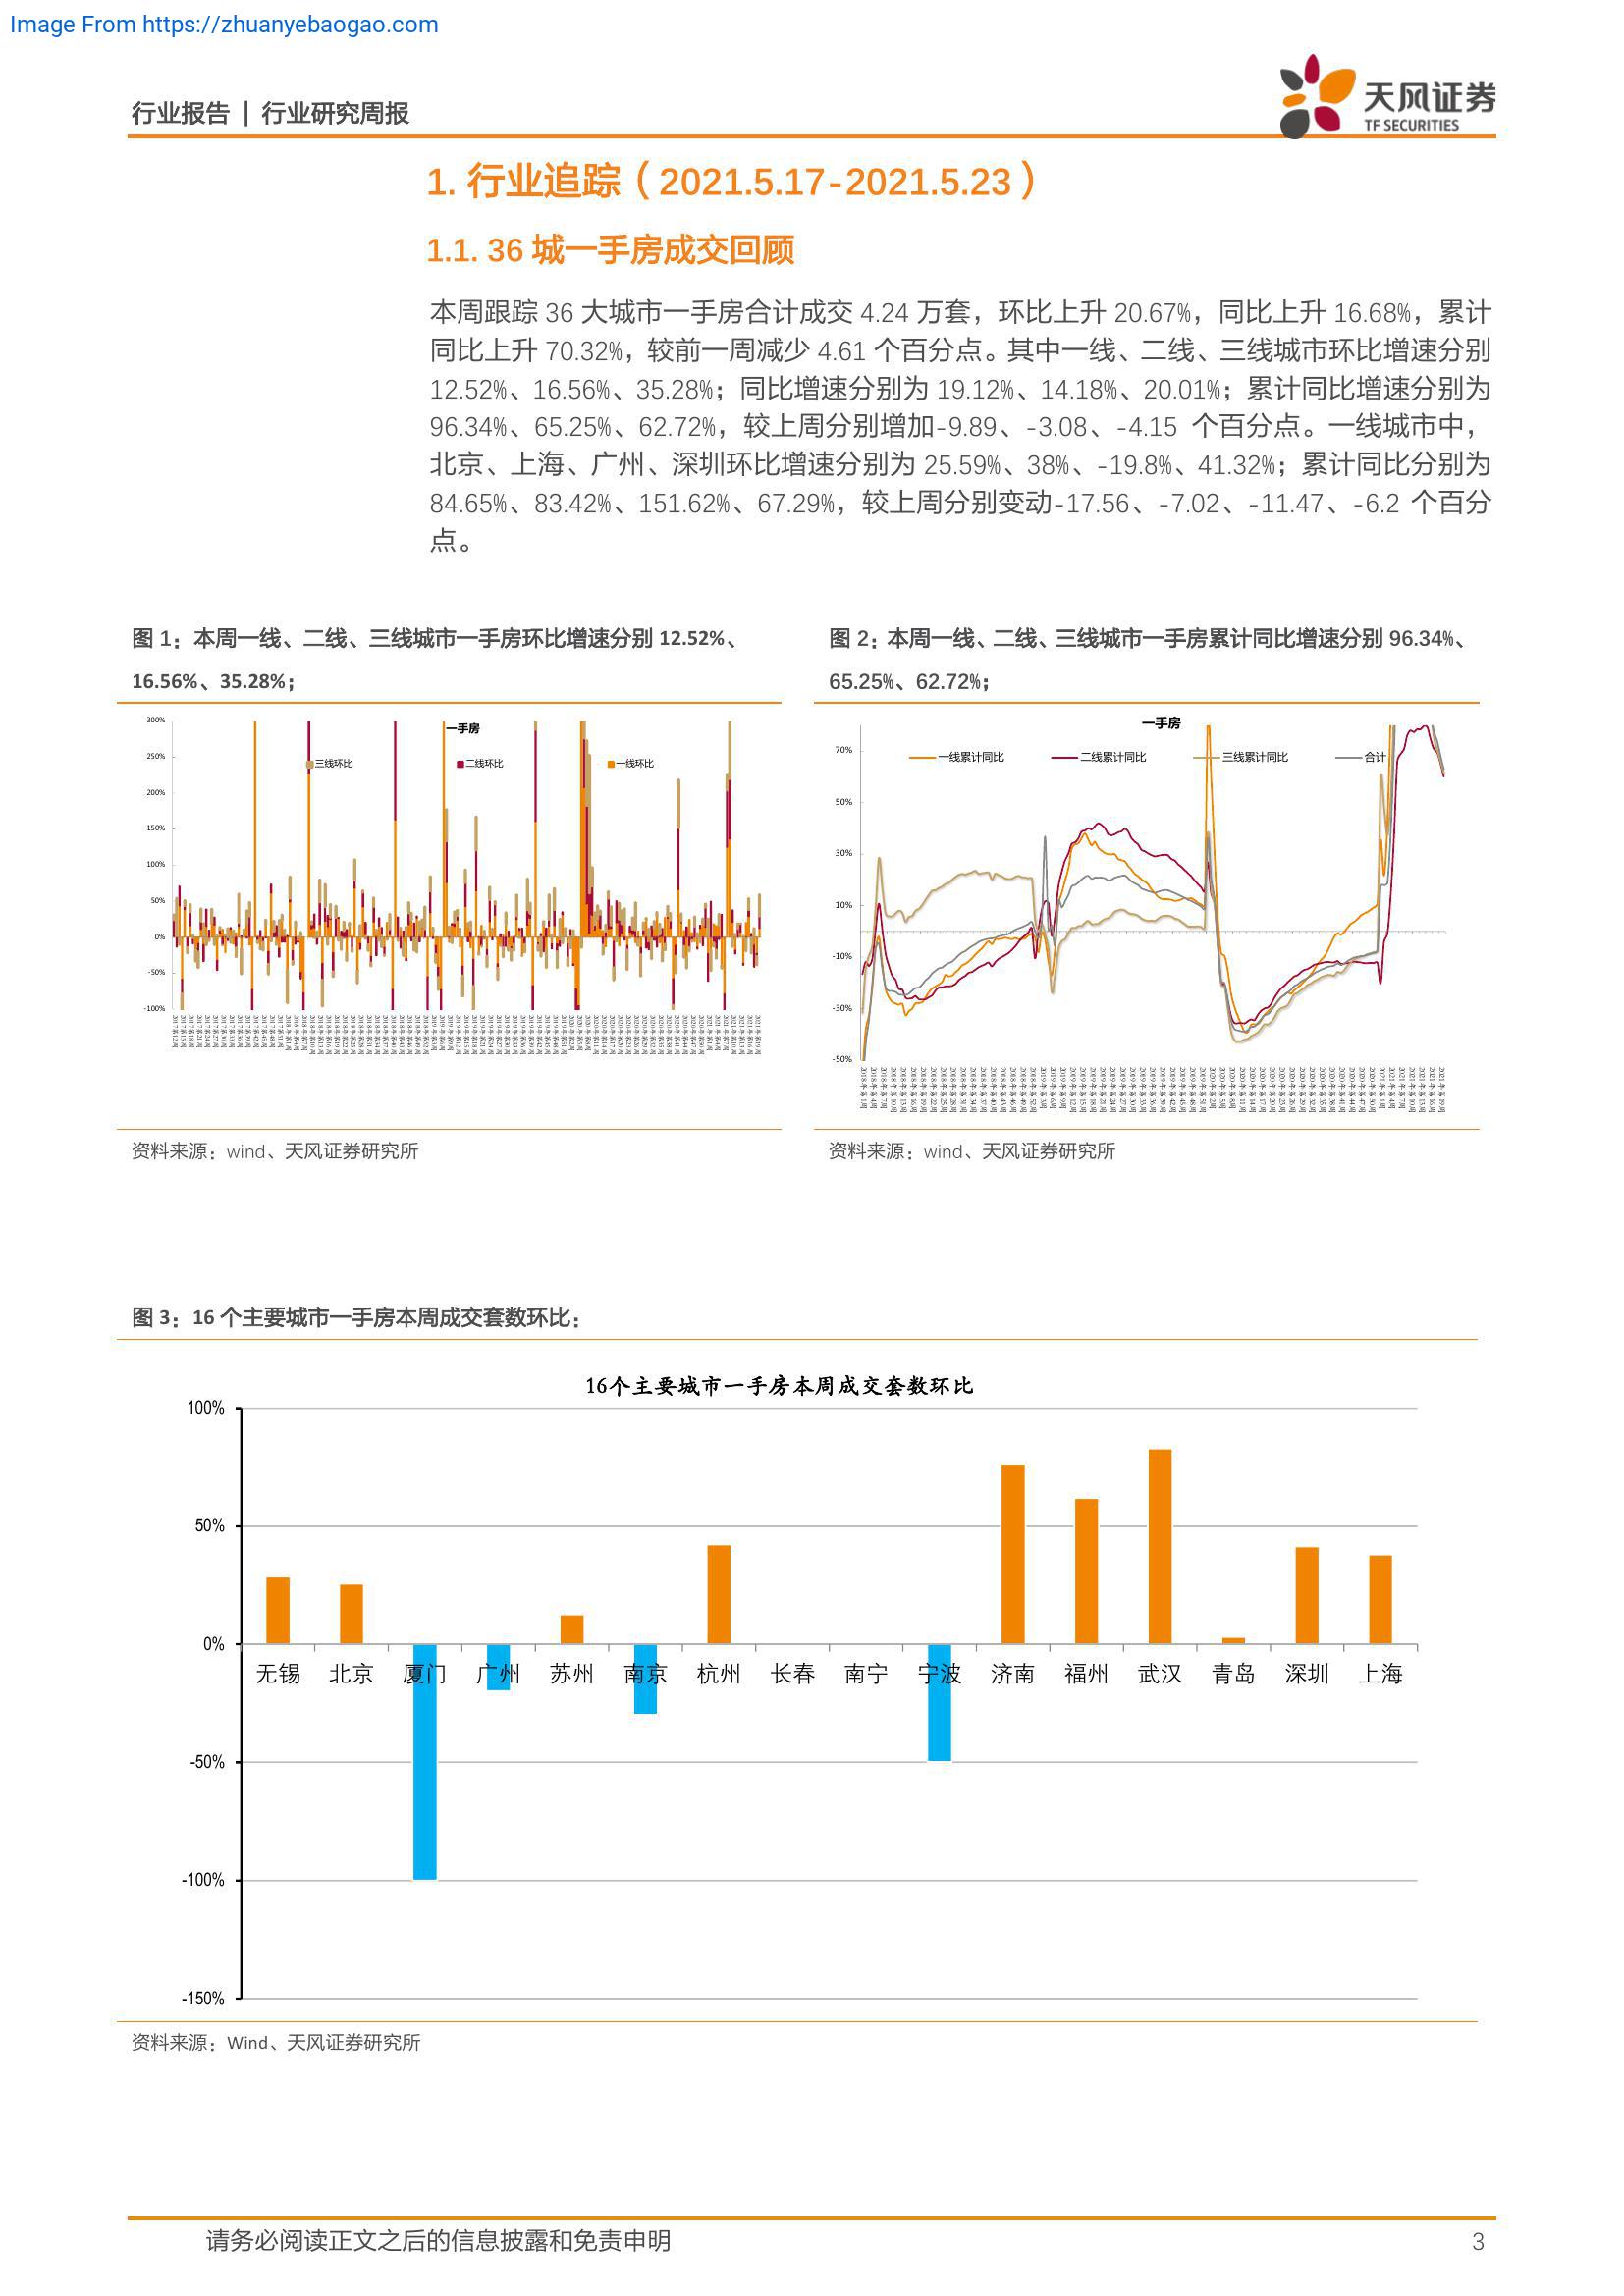 Image From https://zhuanyebaogao.com
行业报告 | 行业研究周报
天风证券
TF SECURITIES
1. 行业追踪（2021.5.17-2021.5.23）
1.1. 36 城一手房成交回顾
本周跟踪 36 大城市一手房合计成交 4.24 万套，环比上升 20.67%，同比上升 16.68%，累计
同比上升 70.32%，较前一周减少 4.61 个百分点。其中一线、二线、三线城市环比增速分别
12.52%、16.56%、35.28%；同比增速分别为 19.12%、14.18%、20.01%；累计同比增速分别为
96.34%、65.25%、62.72%，较上周分别增加-9.89、-3.08、-4.15 个百分点。一线城市中，
北京、上海、广州、深圳环比增速分别为 25.59%、38%、-19.8%、41.32%；累计同比分别为
84.65%、83.42%、151.62%、67.29%，较上周分别变动-17.56、-7.02、-11.47、-6.2 个百分
点。
图 1：本周一线、二线、三线城市一手房环比增速分别 12.52%、
16.56%、35.28%；
一手房
三线环比 二线环比 一线环比
300%
250%
200%
150%
100%
50%
0%
-50%
-100%
资料来源：wind、天风证券研究所
图 2：本周一线、二线、三线城市一手房累计同比增速分别 96.34%、
65.25%、62.72%；
一手房
一线累计同比 二线累计同比 三线累计同比 合计
70%
50%
30%
10%
-10%
-30%
-50%
资料来源：wind、天风证券研究所
图 3：16 个主要城市一手房本周成交套数环比：
16个主要城市一手房本周成交套数环比
100%
50%
0%
无锡 北京 厦门 广州 苏州 南京 杭州 长春 南宁 宁波 济南 福州 武汉 青岛 深圳 上海
-50%
-100%
-150%
资料来源：Wind、天风证券研究所
请务必阅读正文之后的信息披露和免责申明
3